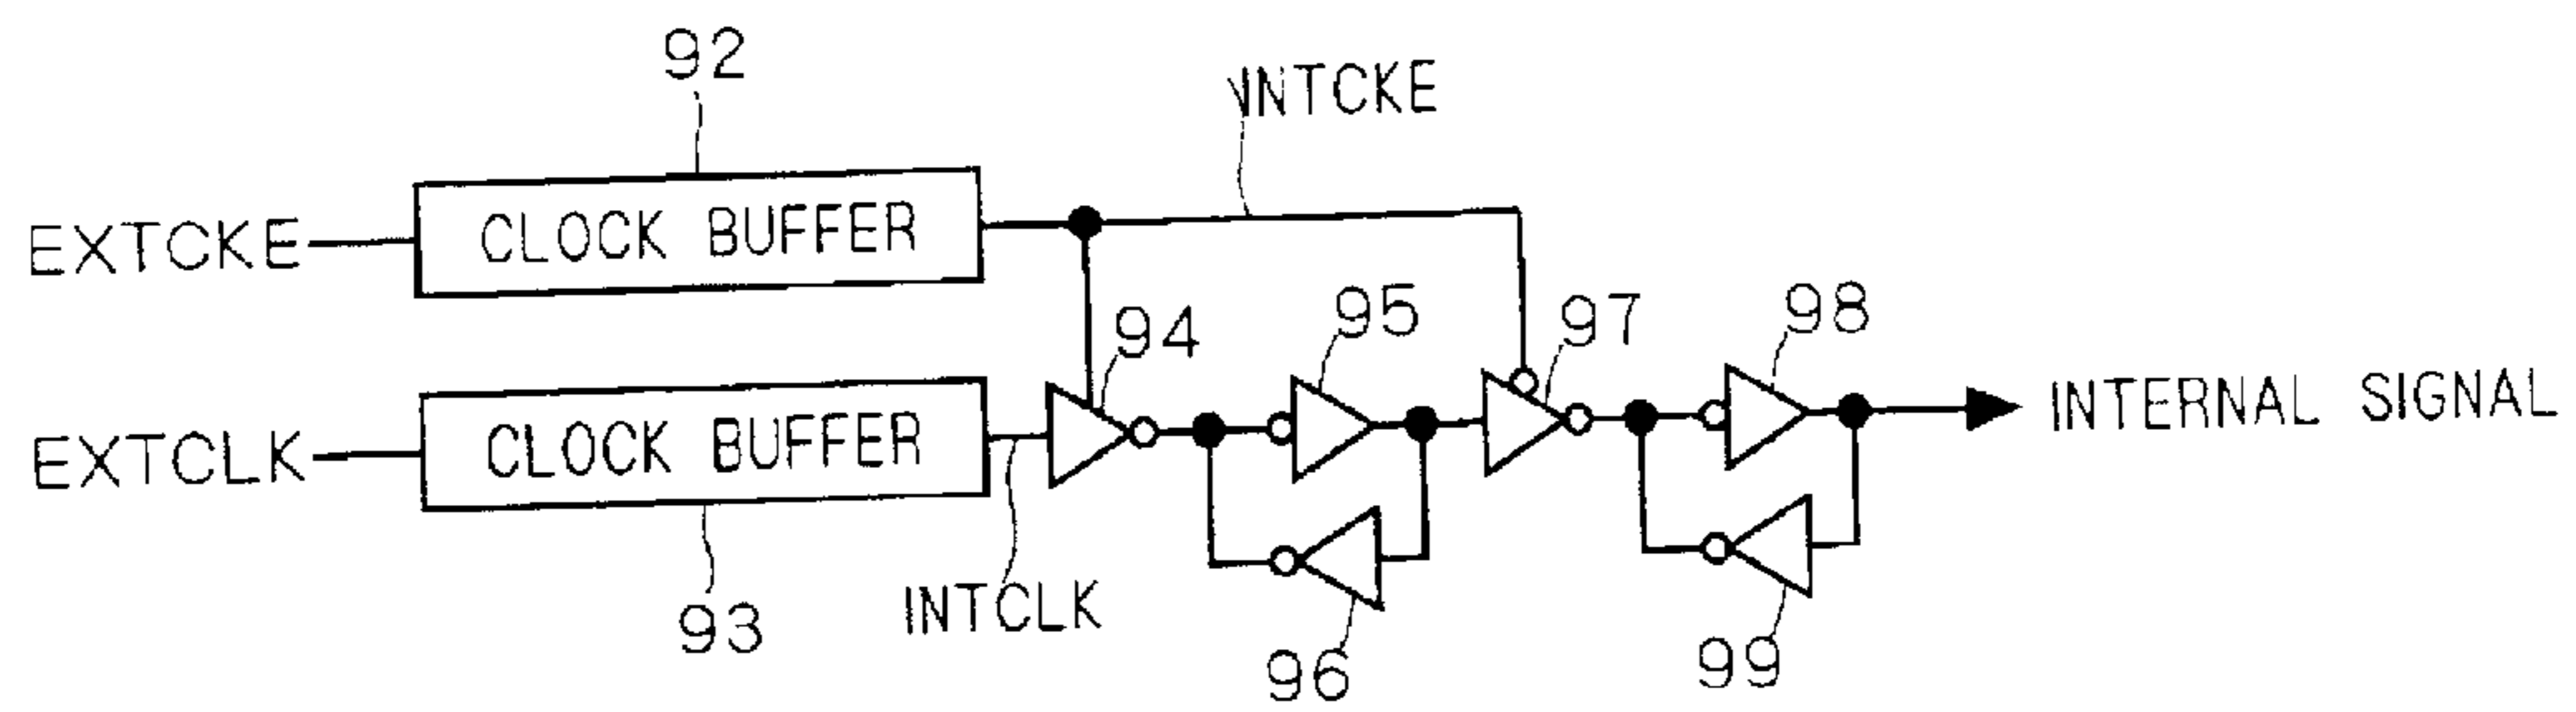 92
INTCKE
EXTCKE
CLOCK BUFFER
94
95
97
98
EXTCLK
CLOCK BUFFER
INTERNAL SIGNAL
INTCLK
93
96
99